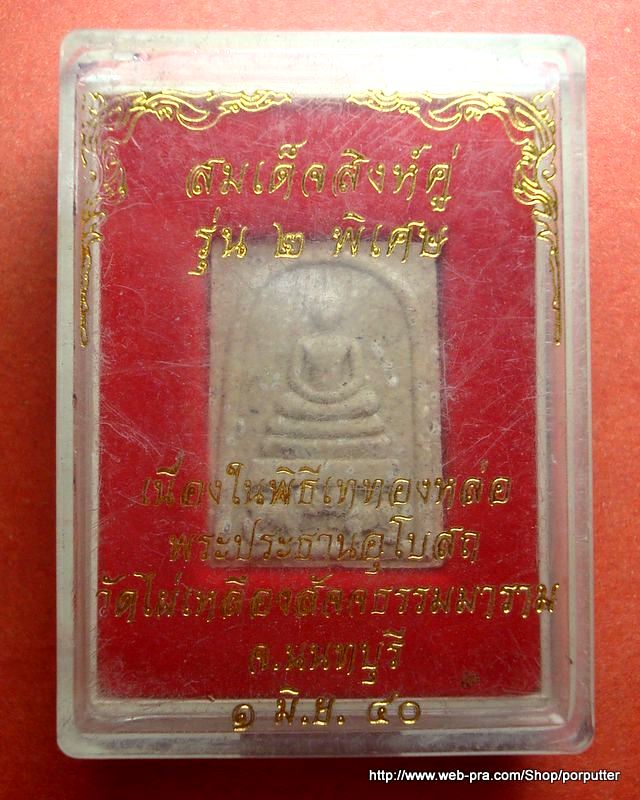 สมเด็จสิงห์คู่
รุ่น ๒ พิเศษ
เนื่องในพิธีเททองหล่อ
พระประธานอุโบสถ
วัดไผ่เหลืองสัจจธรรมมาราม
จ.นนทบุรี
๑ มิ.ย. ๔๐
http://www.web-pra.com/Shop/porputter